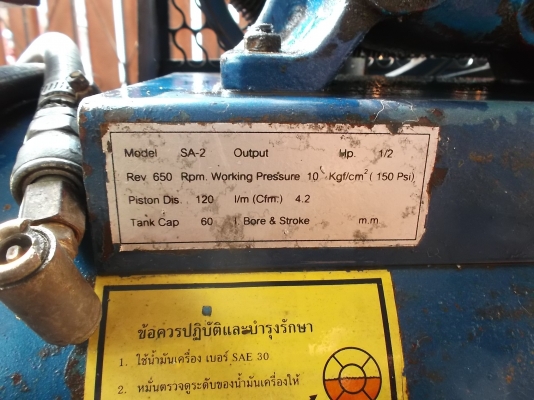 Model SA-2 Output Hp. 1/2
Rev 650 Rpm. Working Pressure 10 Kgf/cm² ( 150 Psi)
Piston Dis. 120 l/m (Cfm.) 4.2
Tank Cap 60 l. Bore & Stroke m.m
ข้อควรปฏิบัติและบำรุงรักษา
1. ใช้น้ำมันเครื่อง เบอร์ SAE 30
2. หมั่นตรวจดูระดับของน้ำมันเครื่องให้